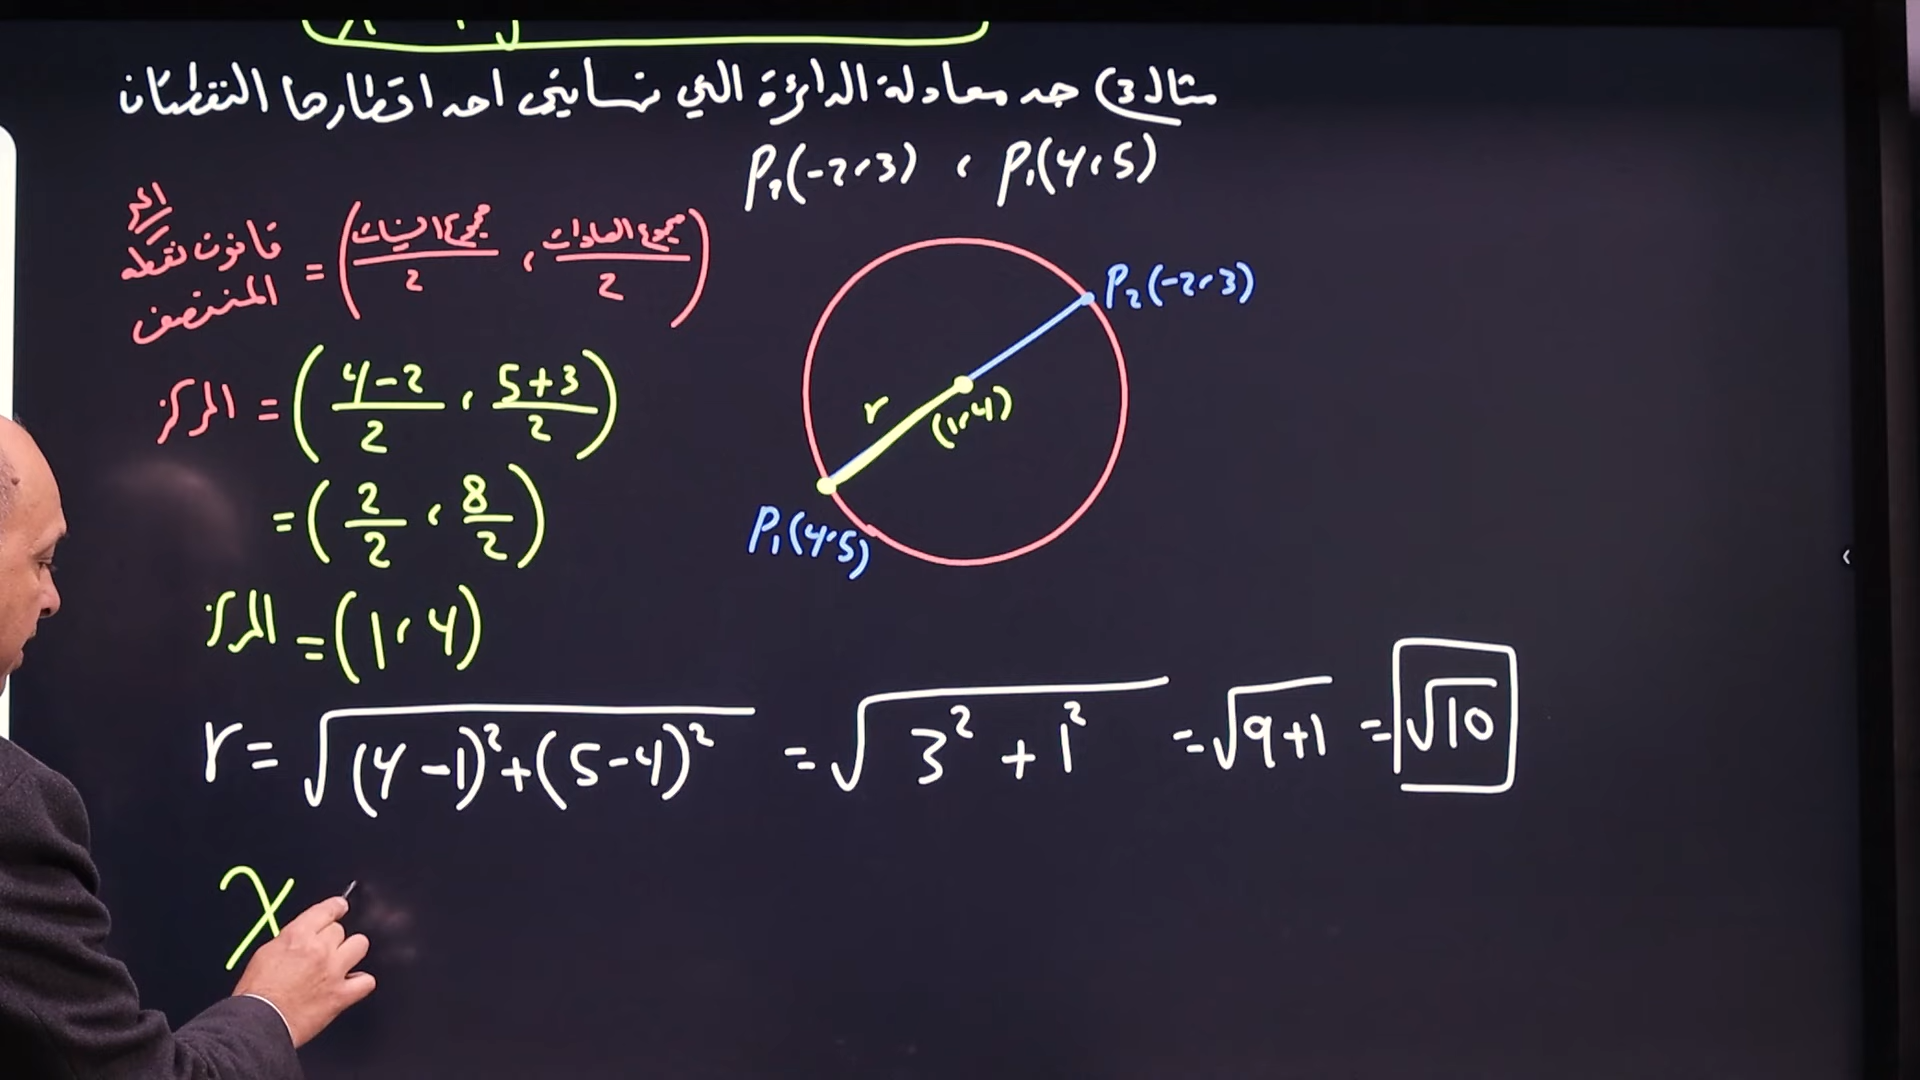 مثال 3) جد معادلة الدائرة التي نهايتي احد اقطارها النقطتان
P₂(-2,3) ، P₁(4,5)
قانون نقطه المنتصف = (مجموع السينات/2 ، مجموع الصادات/2)
المركز = (4-2/2 ، 5+3/2)
= (2/2 ، 8/2)
المركز = (1، 4)
P₂(-2,3)
r
(1,4)
P₁(4,5)
r = √(4-1)²+(5-4)² = √3² + 1² = √9+1 = √10
x